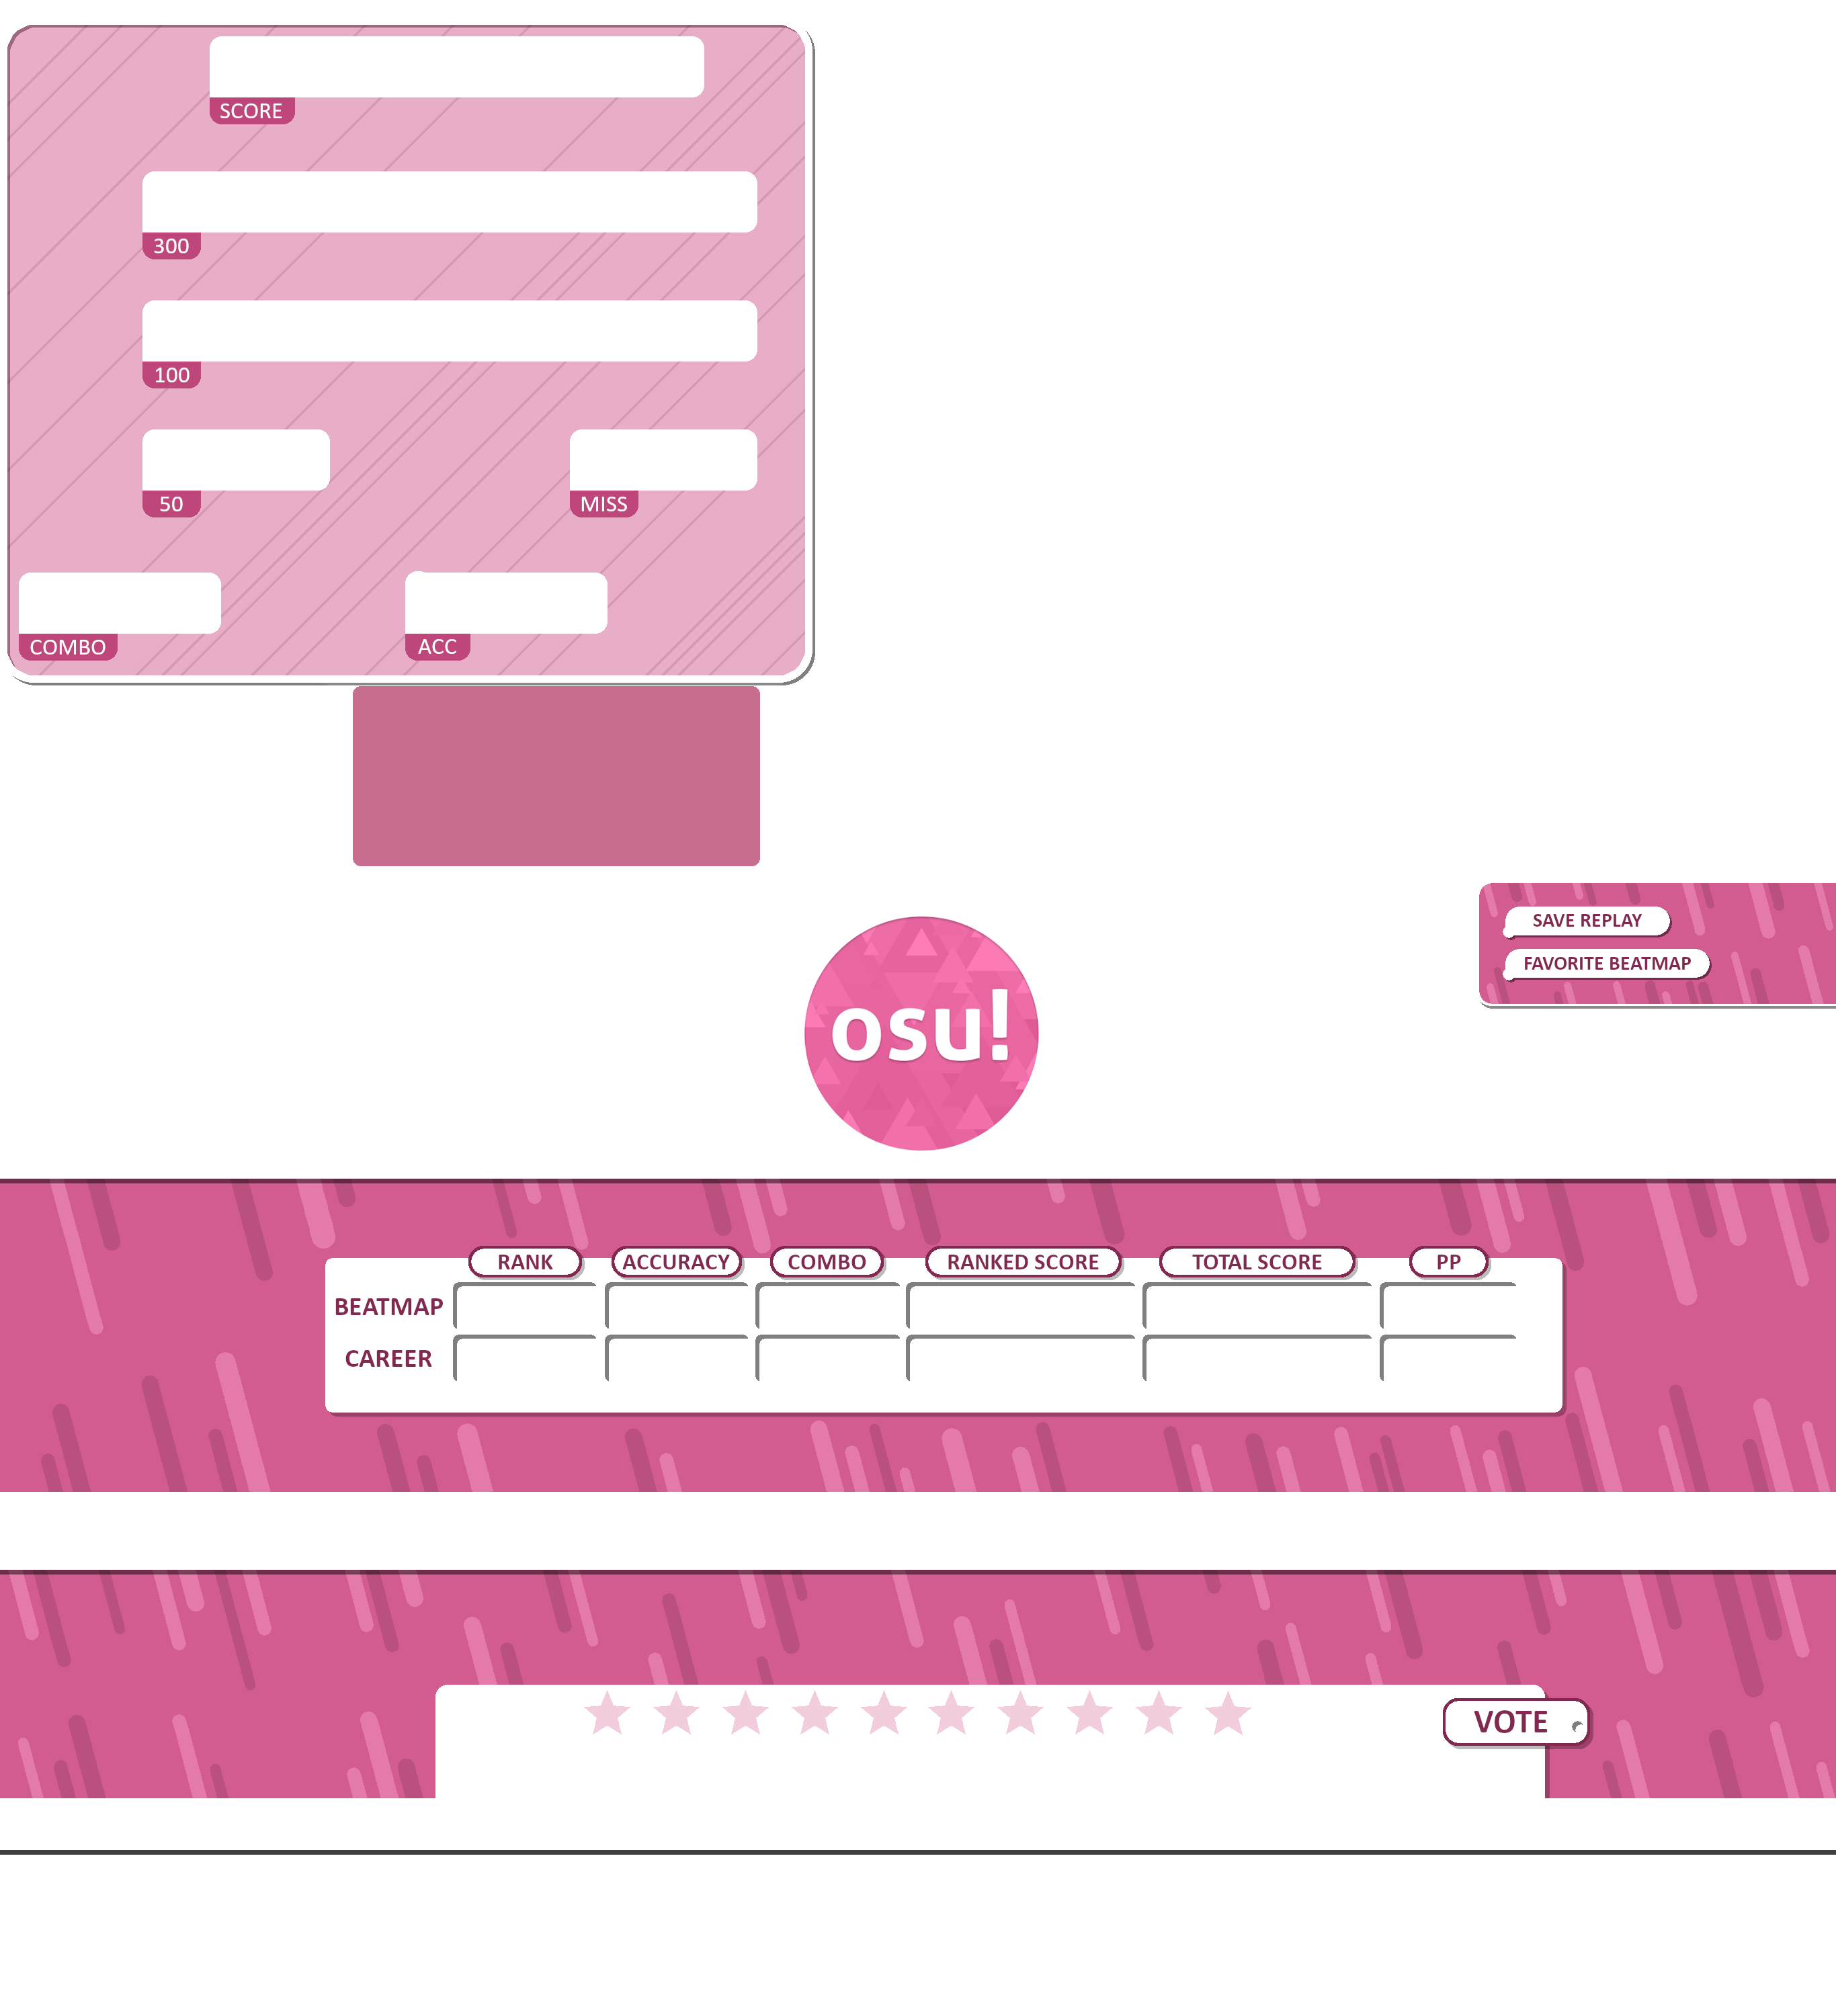 SCORE
300
100
50 MISS
COMBO ACC
SAVE REPLAY
FAVORITE BEATMAP
osu!
RANK ACCURACY COMBO RANKED SCORE TOTAL SCORE PP
BEATMAP
CAREER
VOTE